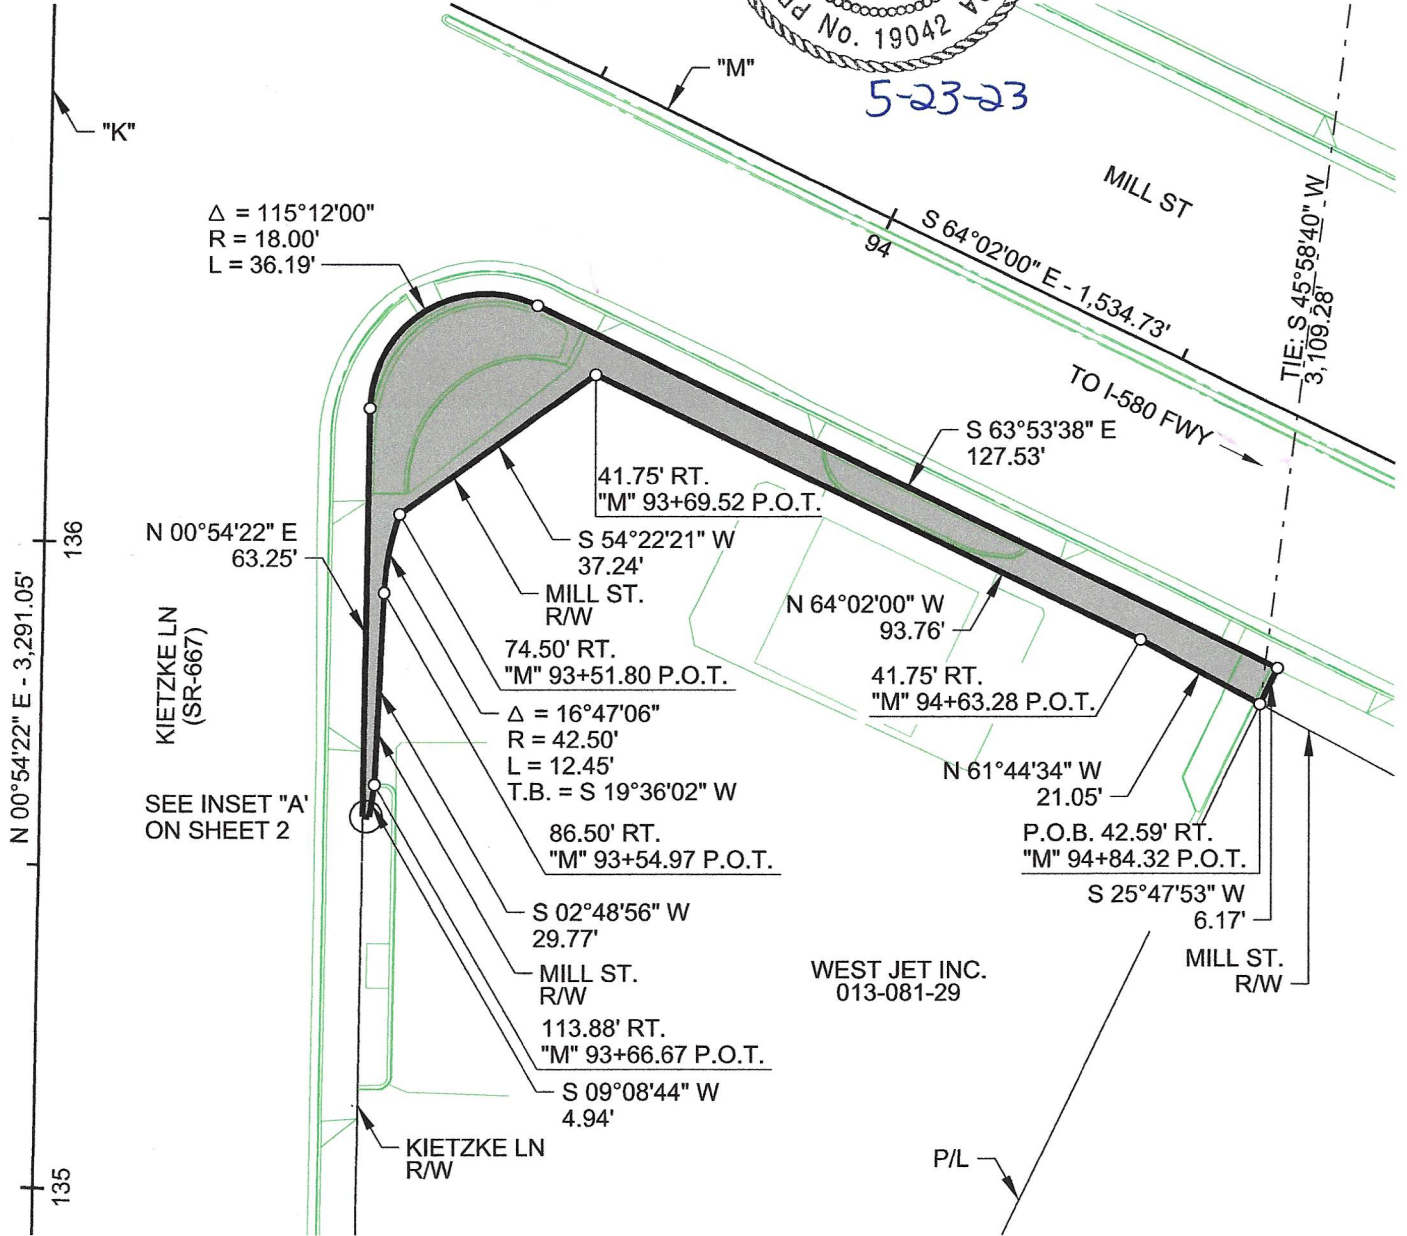 No. 19042
5-23-23
"M"
"K"
MILL ST
Δ = 115°12'00"
R = 18.00'
L = 36.19'
S 64°02'00" E - 1,534.73'
94
TIE: S 45°58'40" W
3,109.28'
TO I-580 FWY
S 63°53'38" E
127.53'
41.75' RT.
"M" 93+69.52 P.O.T.
N 00°54'22" E
63.25'
136
S 54°22'21" W
37.24'
MILL ST.
R/W
N 64°02'00" W
93.76'
N 00°54'22" E - 3,291.05'
KIETZKE LN
(SR-667)
74.50' RT.
"M" 93+51.80 P.O.T.
41.75' RT.
"M" 94+63.28 P.O.T.
Δ = 16°47'06"
R = 42.50'
L = 12.45'
T.B. = S 19°36'02" W
N 61°44'34" W
21.05'
SEE INSET "A'
ON SHEET 2
86.50' RT.
"M" 93+54.97 P.O.T.
P.O.B. 42.59' RT.
"M" 94+84.32 P.O.T.
S 25°47'53" W
6.17'
S 02°48'56" W
29.77'
MILL ST.
R/W
WEST JET INC.
013-081-29
MILL ST.
R/W
113.88' RT.
"M" 93+66.67 P.O.T.
S 09°08'44" W
4.94'
KIETZKE LN
R/W
P/L
135